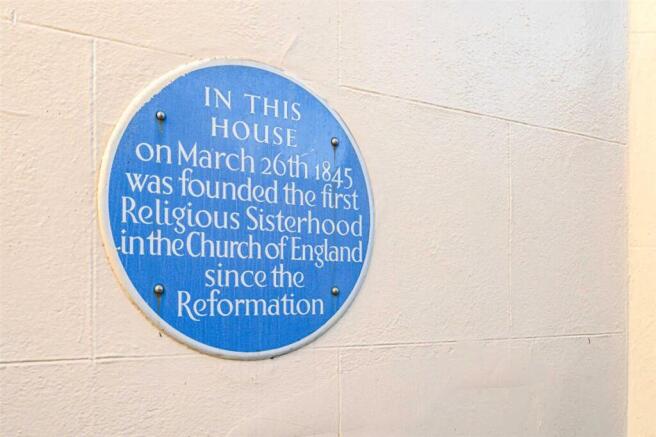 IN THIS
HOUSE
on March 26th 1845
was founded the first
Religious Sisterhood
in the Church of England
since the
Reformation